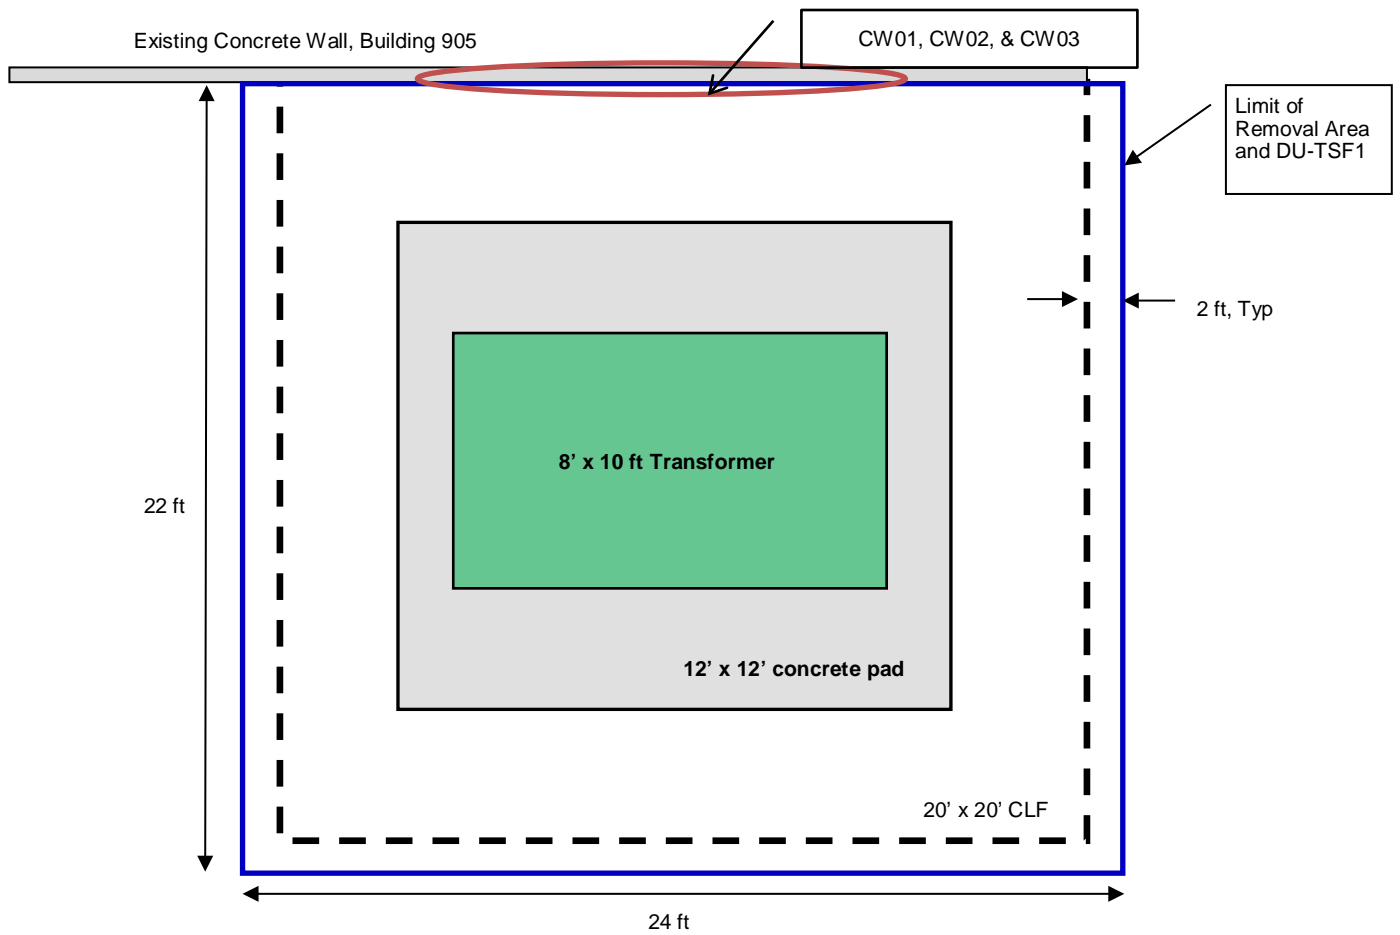 Existing Concrete Wall, Building 905
CW01, CW02, & CW03
Limit of
Removal Area
and DU-TSF1
2 ft, Typ
8’ x 10 ft Transformer
22 ft
12’ x 12’ concrete pad
20’ x 20’ CLF
24 ft